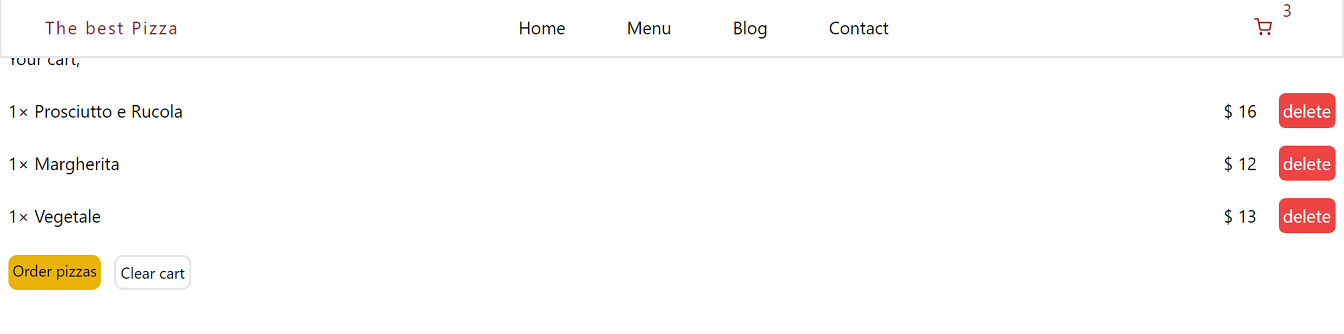 The best Pizza Home Menu Blog Contact 3
Your cart,
1× Prosciutto e Rucola $ 16 delete
1× Margherita $ 12 delete
1× Vegetale $ 13 delete
Order pizzas Clear cart